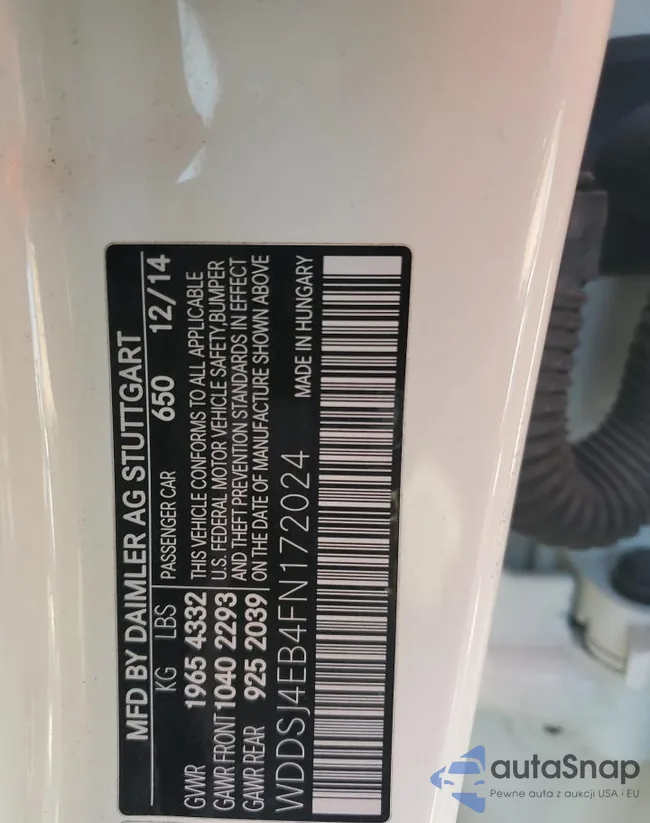 MFD BY DAIMLER AG STUTTGART
KG LBS PASSENGER CAR 650 12/14
GVWR 1965 4332 THIS VEHICLE CONFORMS TO ALL APPLICABLE
GAWR FRONT 1040 2293 U.S. FEDERAL MOTOR VEHICLE SAFETY, BUMPER
AND THEFT PREVENTION STANDARDS IN EFFECT
GAWR REAR 925 2039 ON THE DATE OF MANUFACTURE SHOWN ABOVE
WDDSJ4EB4FN172024 MADE IN HUNGARY
autaSnap
Pewne auta z aukcji USA i EU